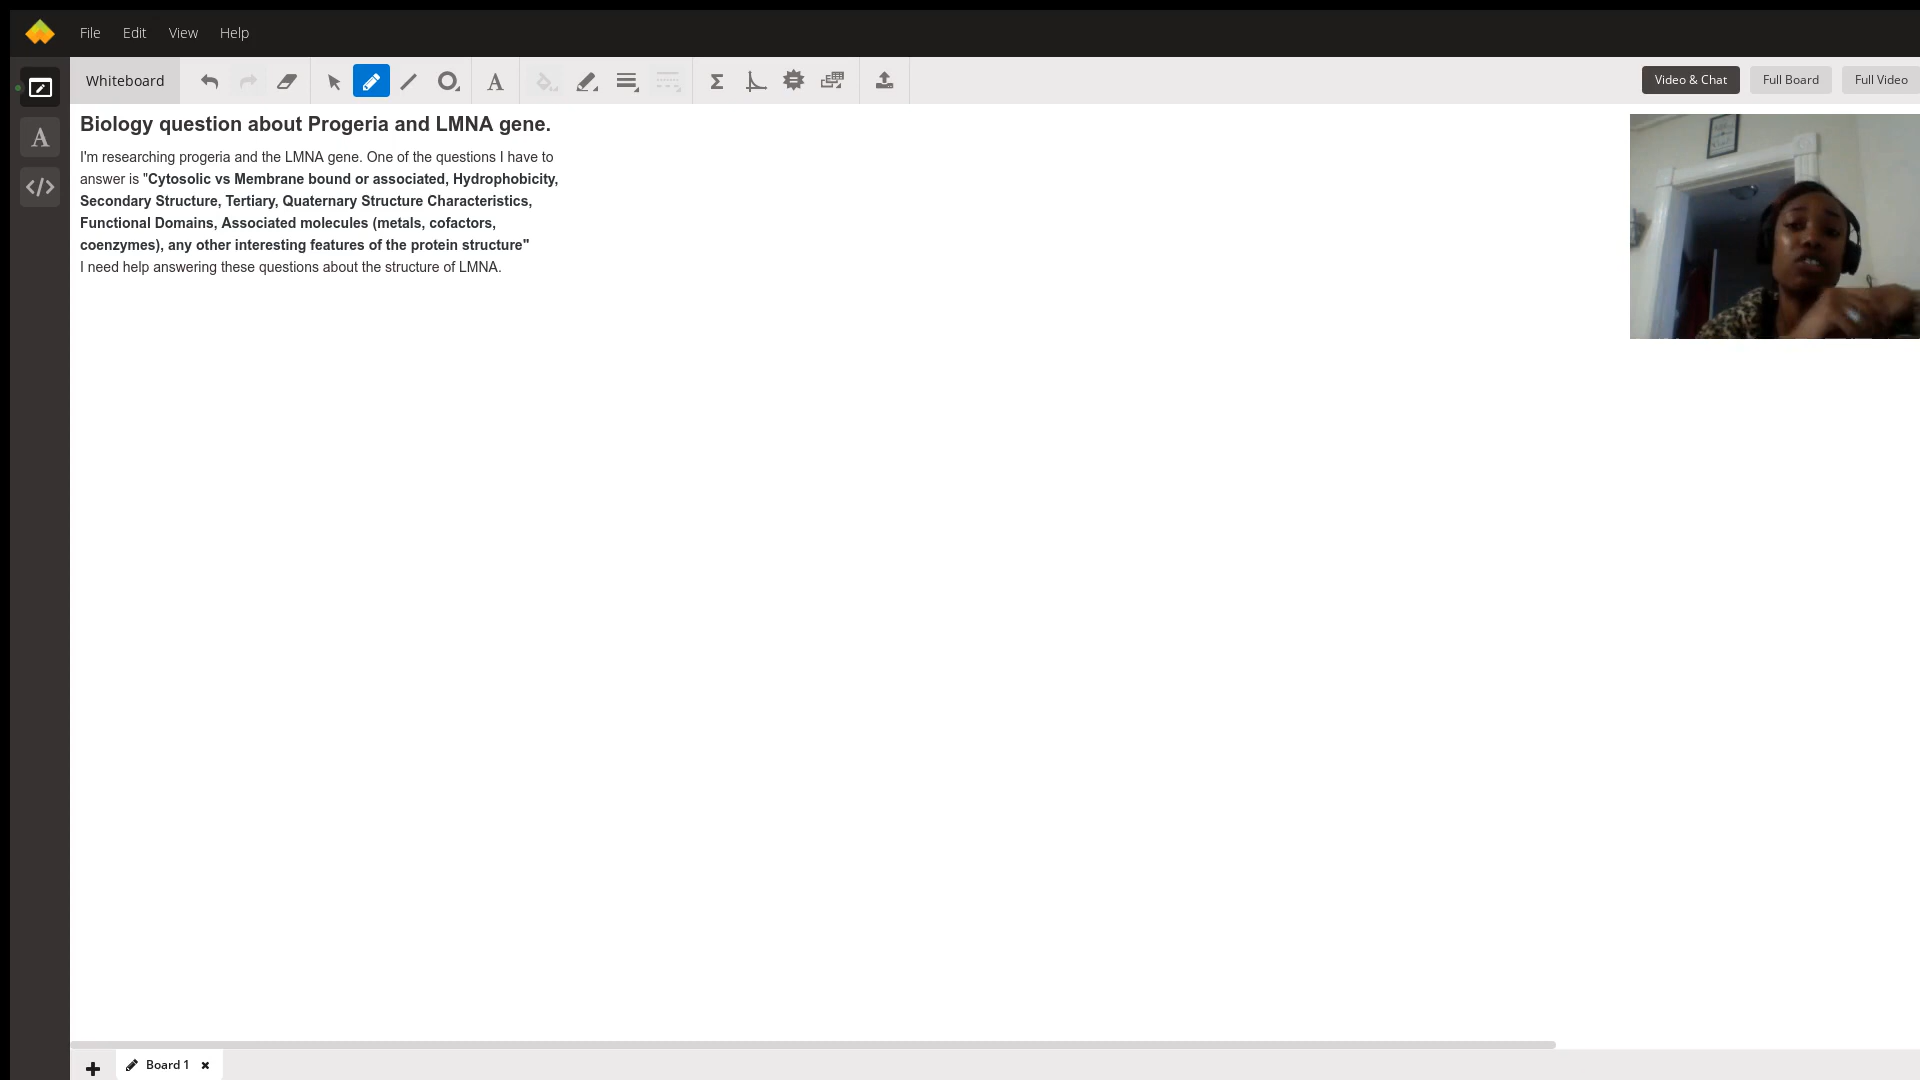 File Edit View Help
Whiteboard
Video & Chat Full Board Full Video
Biology question about Progeria and LMNA gene.
I'm researching progeria and the LMNA gene. One of the questions I have to
answer is "Cytosolic vs Membrane bound or associated, Hydrophobicity,
Secondary Structure, Tertiary, Quaternary Structure Characteristics,
Functional Domains, Associated molecules (metals, cofactors,
coenzymes), any other interesting features of the protein structure"
I need help answering these questions about the structure of LMNA.
Board 1